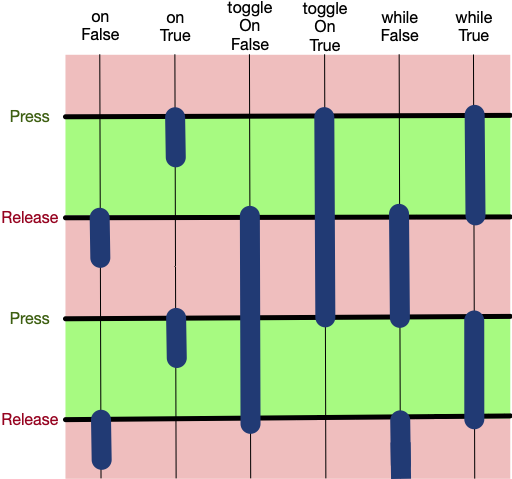 on
False
on
True
toggle
On
False
toggle
On
True
while
False
while
True
Press
Release
Press
Release